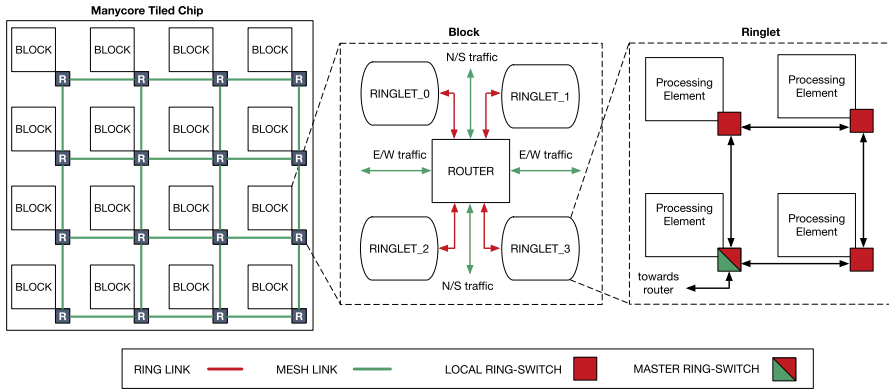 Manycore Tiled Chip
BLOCK BLOCK BLOCK BLOCK
R R R R
BLOCK BLOCK BLOCK BLOCK
R R R R
BLOCK BLOCK BLOCK BLOCK
R R R R
BLOCK BLOCK BLOCK BLOCK
R R R R
Block
N/S traffic
RINGLET_0
RINGLET_1
E/W traffic
E/W traffic
ROUTER
RINGLET_2
RINGLET_3
N/S traffic
Ringlet
Processing
Element
Processing
Element
Processing
Element
Processing
Element
towards
router
RING LINK
MESH LINK
LOCAL RING-SWITCH
MASTER RING-SWITCH